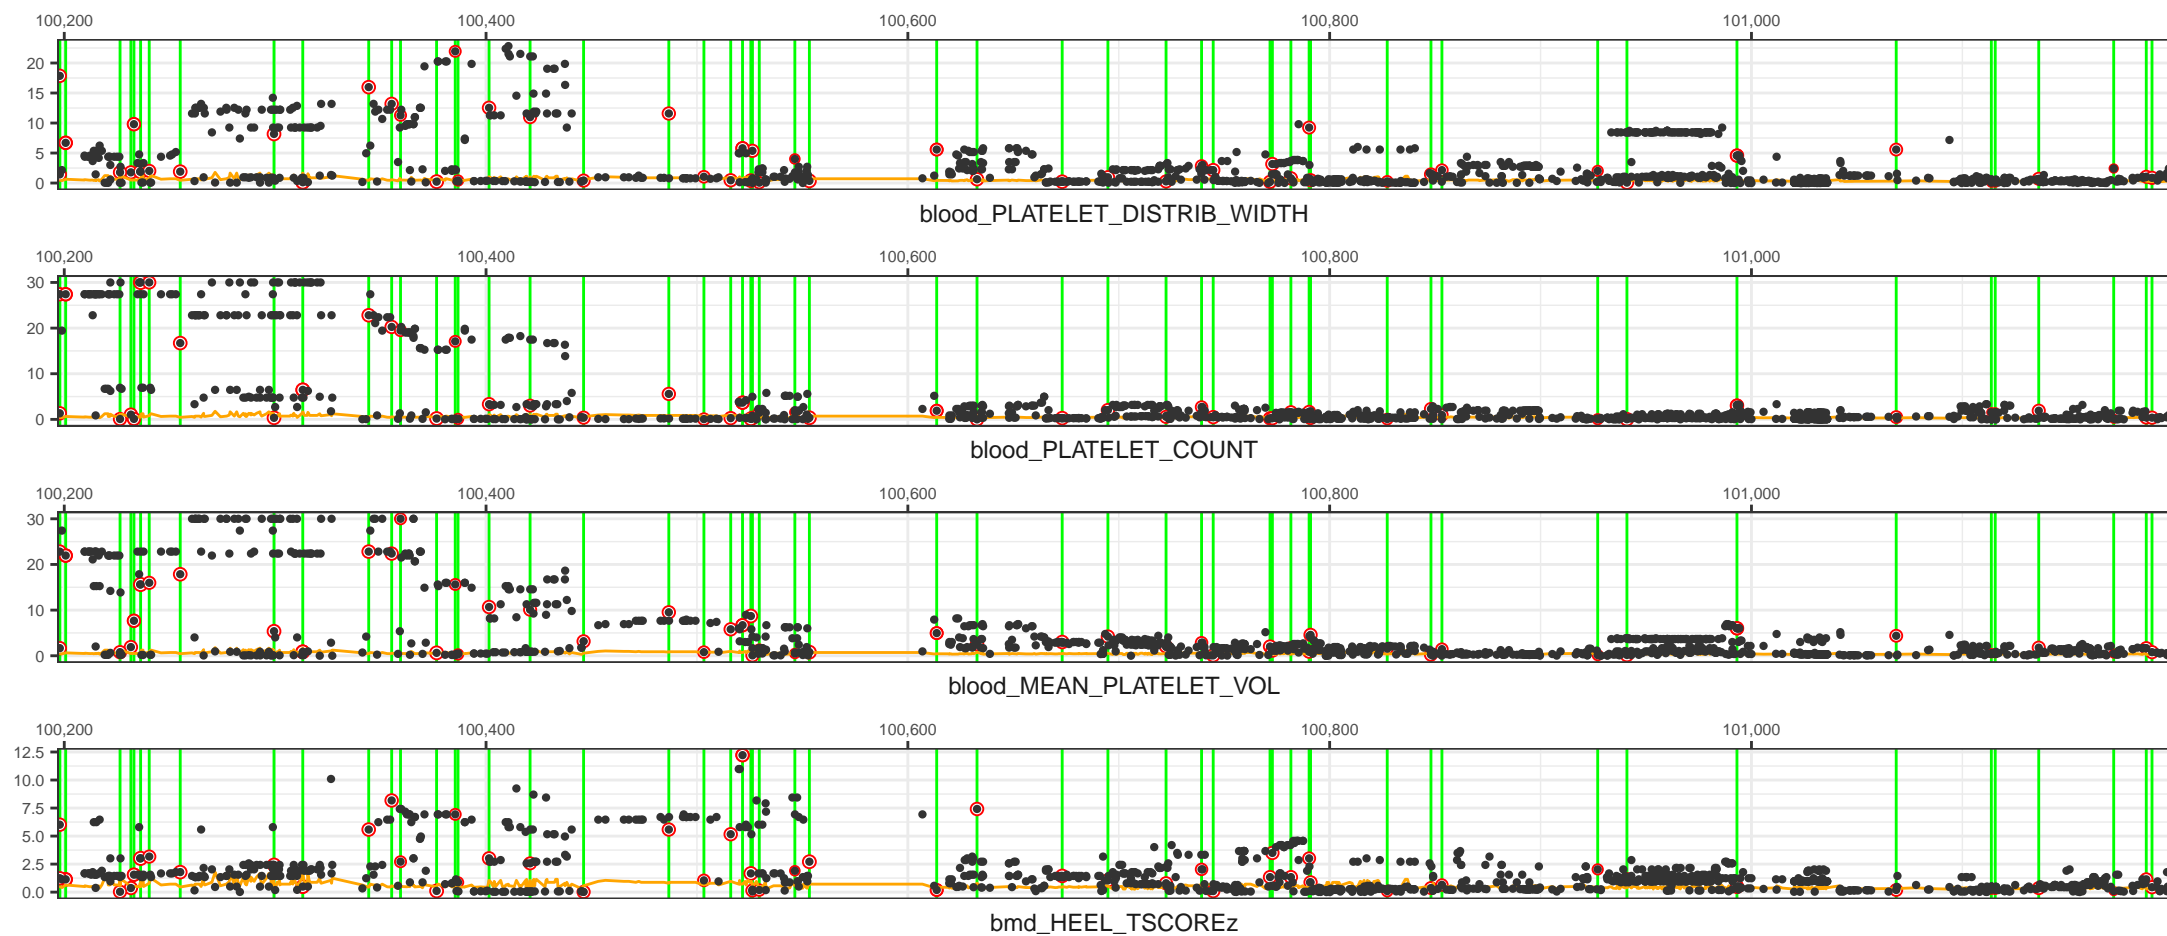 100,200 100,400 100,600 100,800 101,000
20
15
10
5
0
blood_PLATELET_DISTRIB_WIDTH
100,200 100,400 100,600 100,800 101,000
30
20
10
0
blood_PLATELET_COUNT
100,200 100,400 100,600 100,800 101,000
30
20
10
0
blood_MEAN_PLATELET_VOL
100,200 100,400 100,600 100,800 101,000
12.5
10.0
7.5
5.0
2.5
0.0
bmd_HEEL_TSCOREz